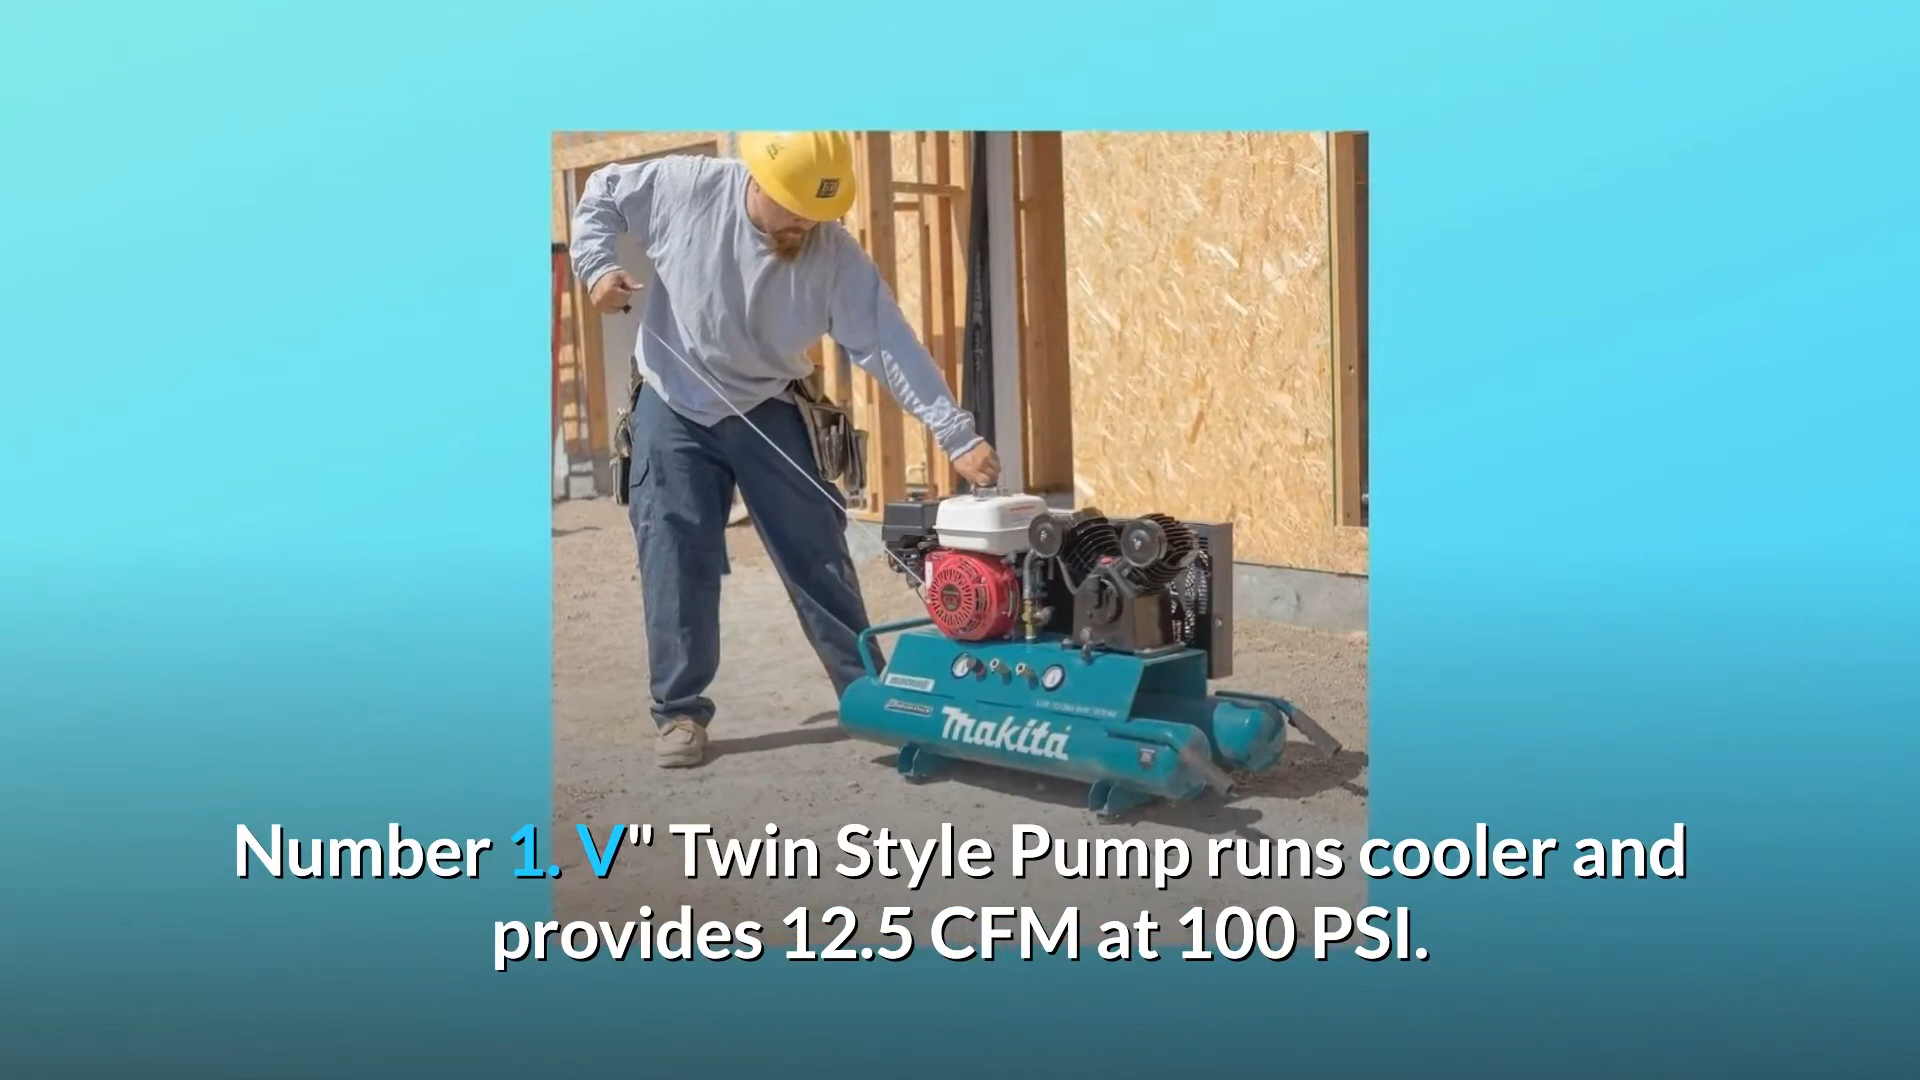 Makita
Number 1. V" Twin Style Pump runs cooler and
provides 12.5 CFM at 100 PSI.